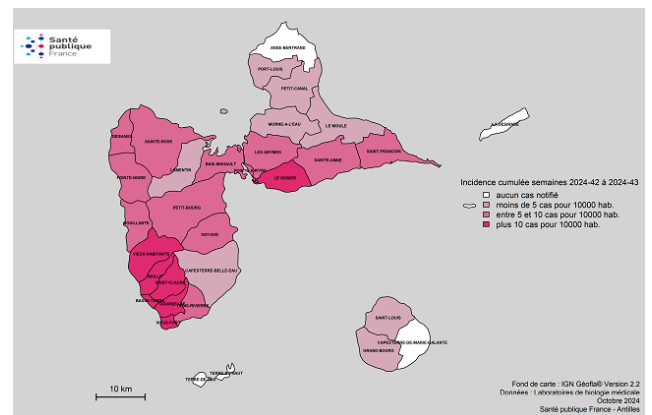 Santé
publique
France
ANSE-BERTRAND
PORT-LOUIS
PETIT-CANAL
MORNE-A-L'EAU
LE MOULE
LA DESIRADE
DESHAIES
SAINTE-ROSE
LAMENTIN
BAIE-MAHAULT
LES ABYMES
SAINTE-ANNE
SAINT-FRANCOIS
LE GOSIER
POINTE-NOIRE
PETIT-BOURG
BOUILLANTE
GOYAVE
VIEUX-HABITANTS
CAPESTERRE-BELLE-EAU
BAILLIF
SAINT-CLAUDE
GOURBEYRE
TROIS-RIVIERES
SAINT-LOUIS
CAPESTERRE-DE-MARIE-GALANTE
GRAND-BOURG
TERRE-DE-BAS
TERRE-DE-HAUT
Incidence cumulée semaines 2024-42 à 2024-43
aucun cas notifié
moins de 5 cas pour 10000 hab.
entre 5 et 10 cas pour 10000 hab.
plus 10 cas pour 10000 hab.
10 km
Fond de carte : IGN Géofla® Version 2.2
Données : Laboratoires de biologie médicale
Octobre 2024
Santé publique France - Antilles